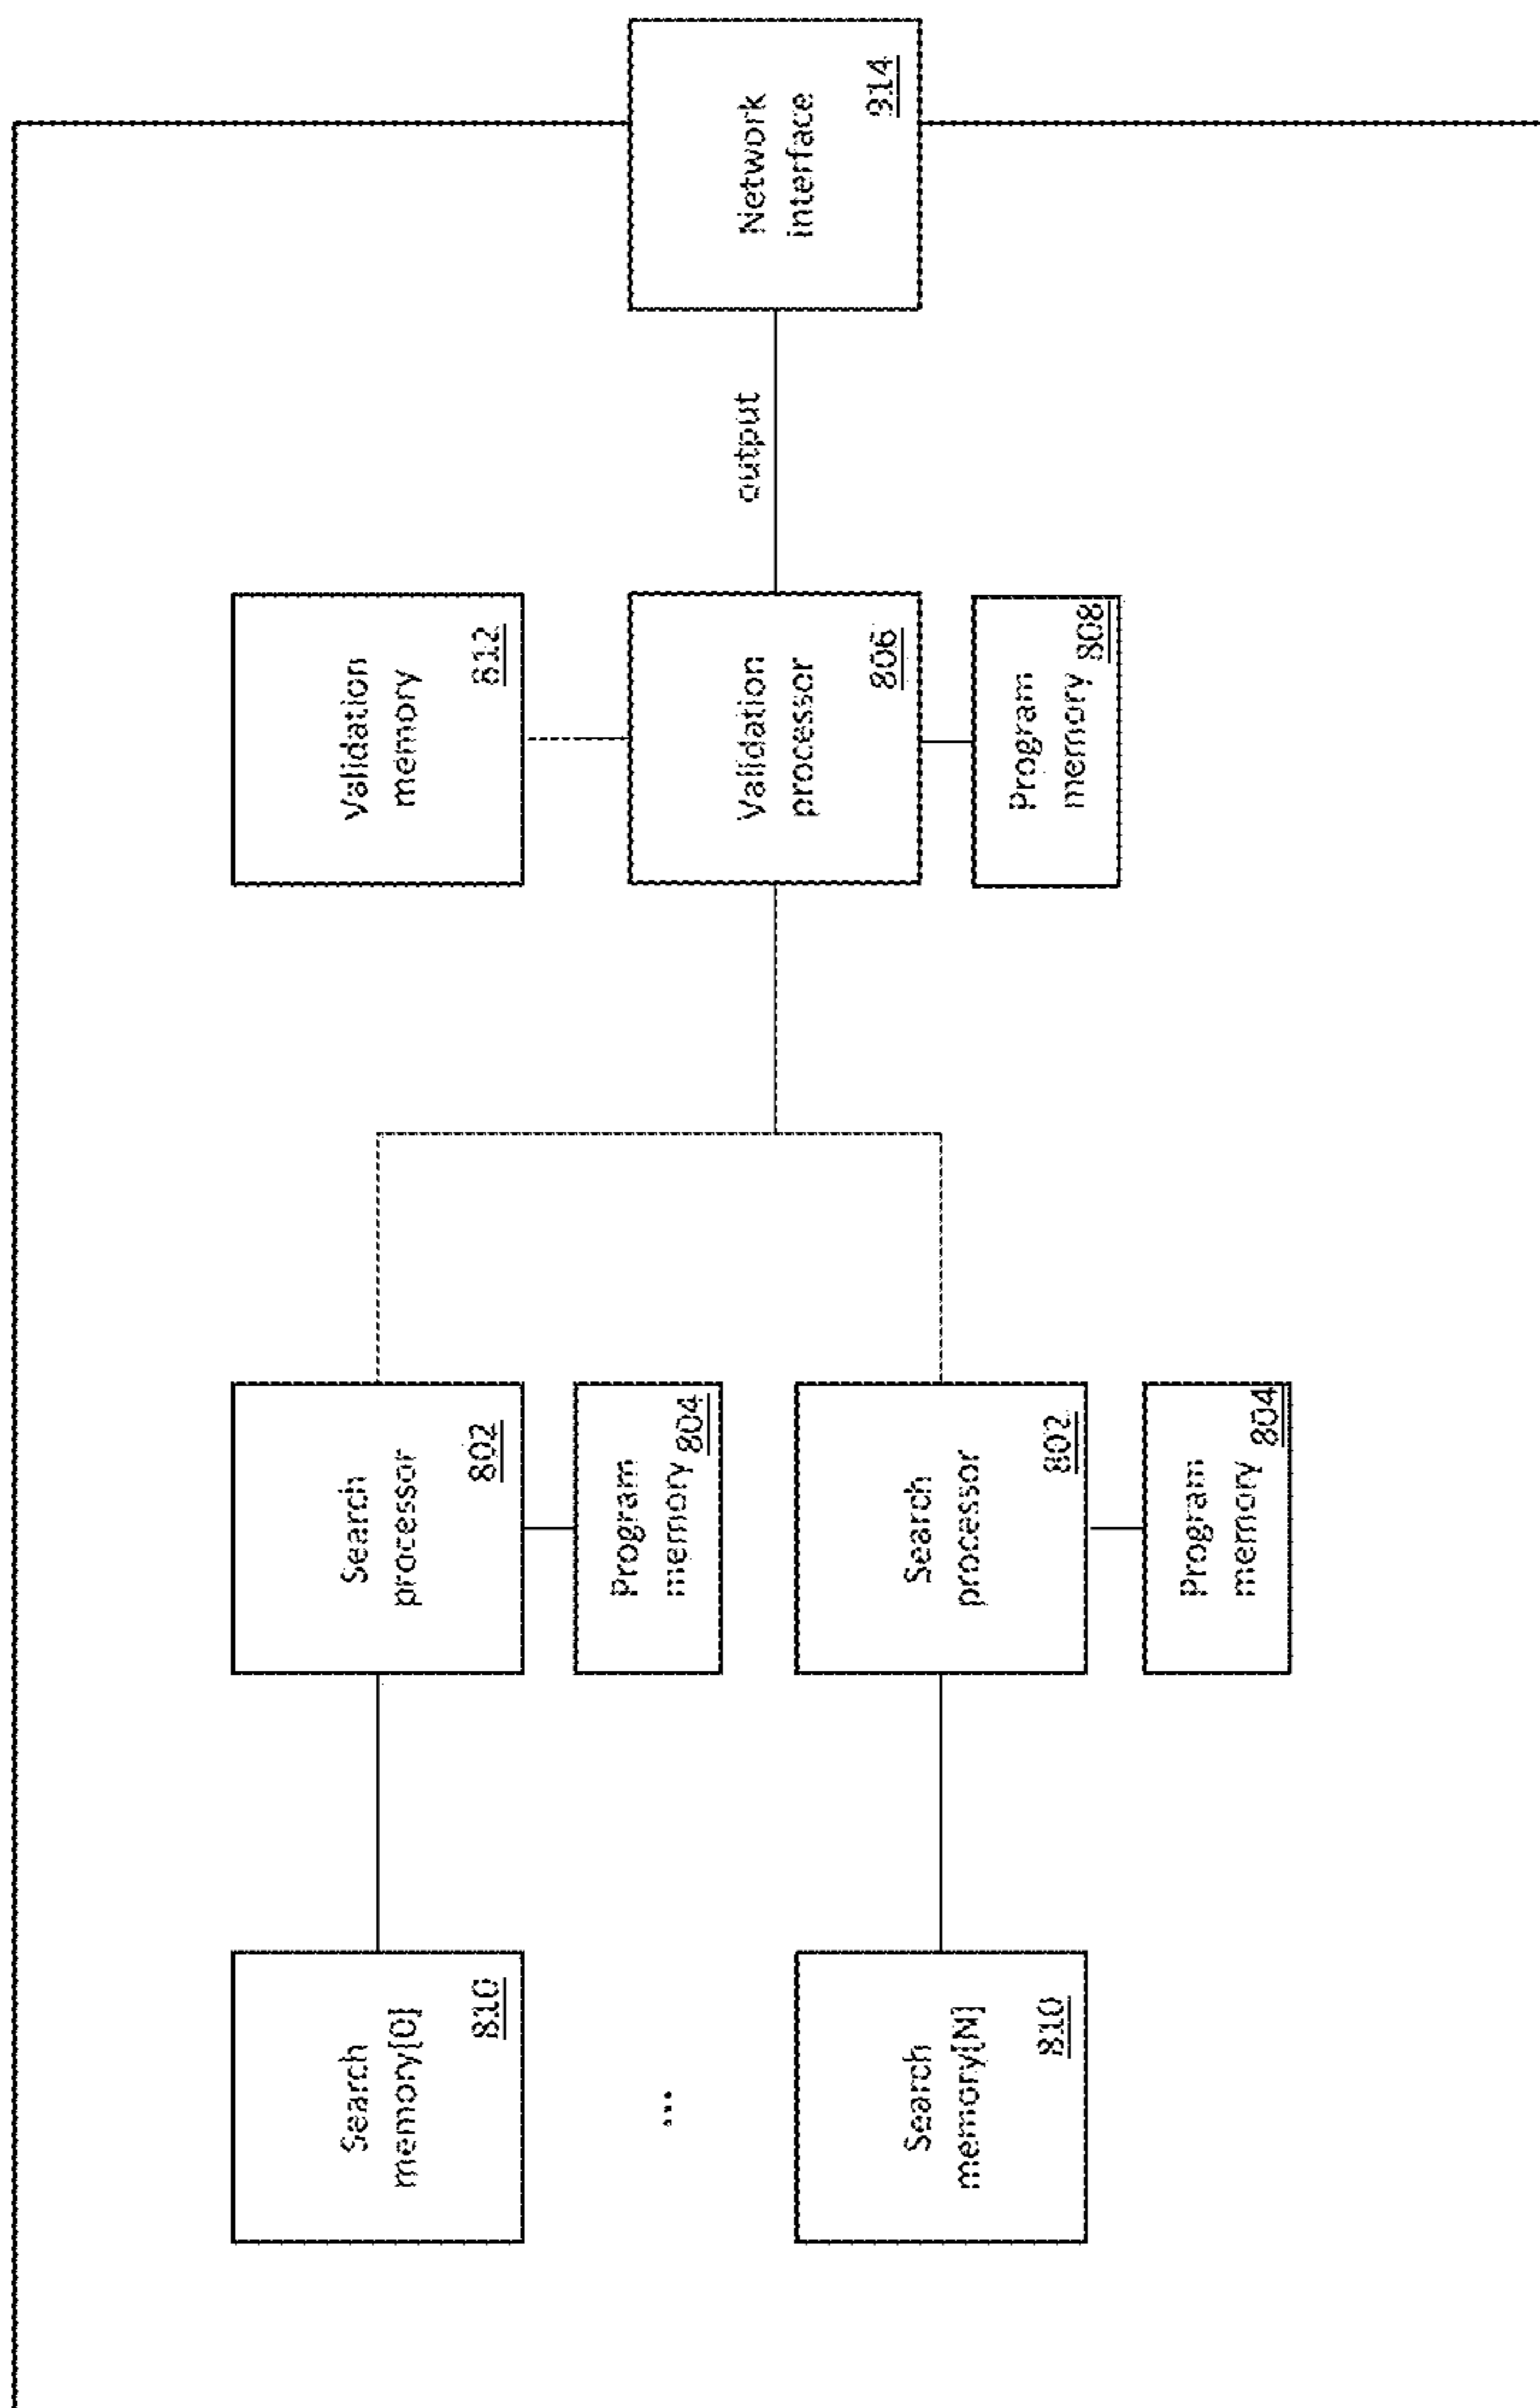 Search
memory[0]
810
Search
processor
802
Program
memory
804
Validation
memory
812
...
Search
memory[N]
810
Search
processor
802
Program
memory
804
Validation
processor
806
Program
memory
808
output
Network
interface
814